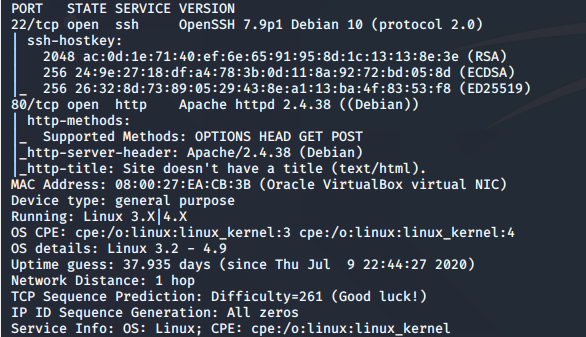 PORT   STATE SERVICE VERSION
22/tcp open  ssh     OpenSSH 7.9p1 Debian 10 (protocol 2.0)
| ssh-hostkey:
|   2048 ac:0d:1e:71:40:ef:6e:65:91:95:8d:1c:13:13:8e:3e (RSA)
|   256 24:9e:27:18:df:a4:78:3b:0d:11:8a:92:72:bd:05:8d (ECDSA)
|_  256 26:32:8d:73:89:05:29:43:8e:a1:13:ba:4f:83:53:f8 (ED25519)
80/tcp open  http    Apache httpd 2.4.38 ((Debian))
| http-methods:
|_  Supported Methods: OPTIONS HEAD GET POST
|_http-server-header: Apache/2.4.38 (Debian)
|_http-title: Site doesn't have a title (text/html).
MAC Address: 08:00:27:EA:CB:3B (Oracle VirtualBox virtual NIC)
Device type: general purpose
Running: Linux 3.X|4.X
OS CPE: cpe:/o:linux:linux_kernel:3 cpe:/o:linux:linux_kernel:4
OS details: Linux 3.2 - 4.9
Uptime guess: 37.935 days (since Thu Jul  9 22:44:27 2020)
Network Distance: 1 hop
TCP Sequence Prediction: Difficulty=261 (Good luck!)
IP ID Sequence Generation: All zeros
Service Info: OS: Linux; CPE: cpe:/o:linux:linux_kernel